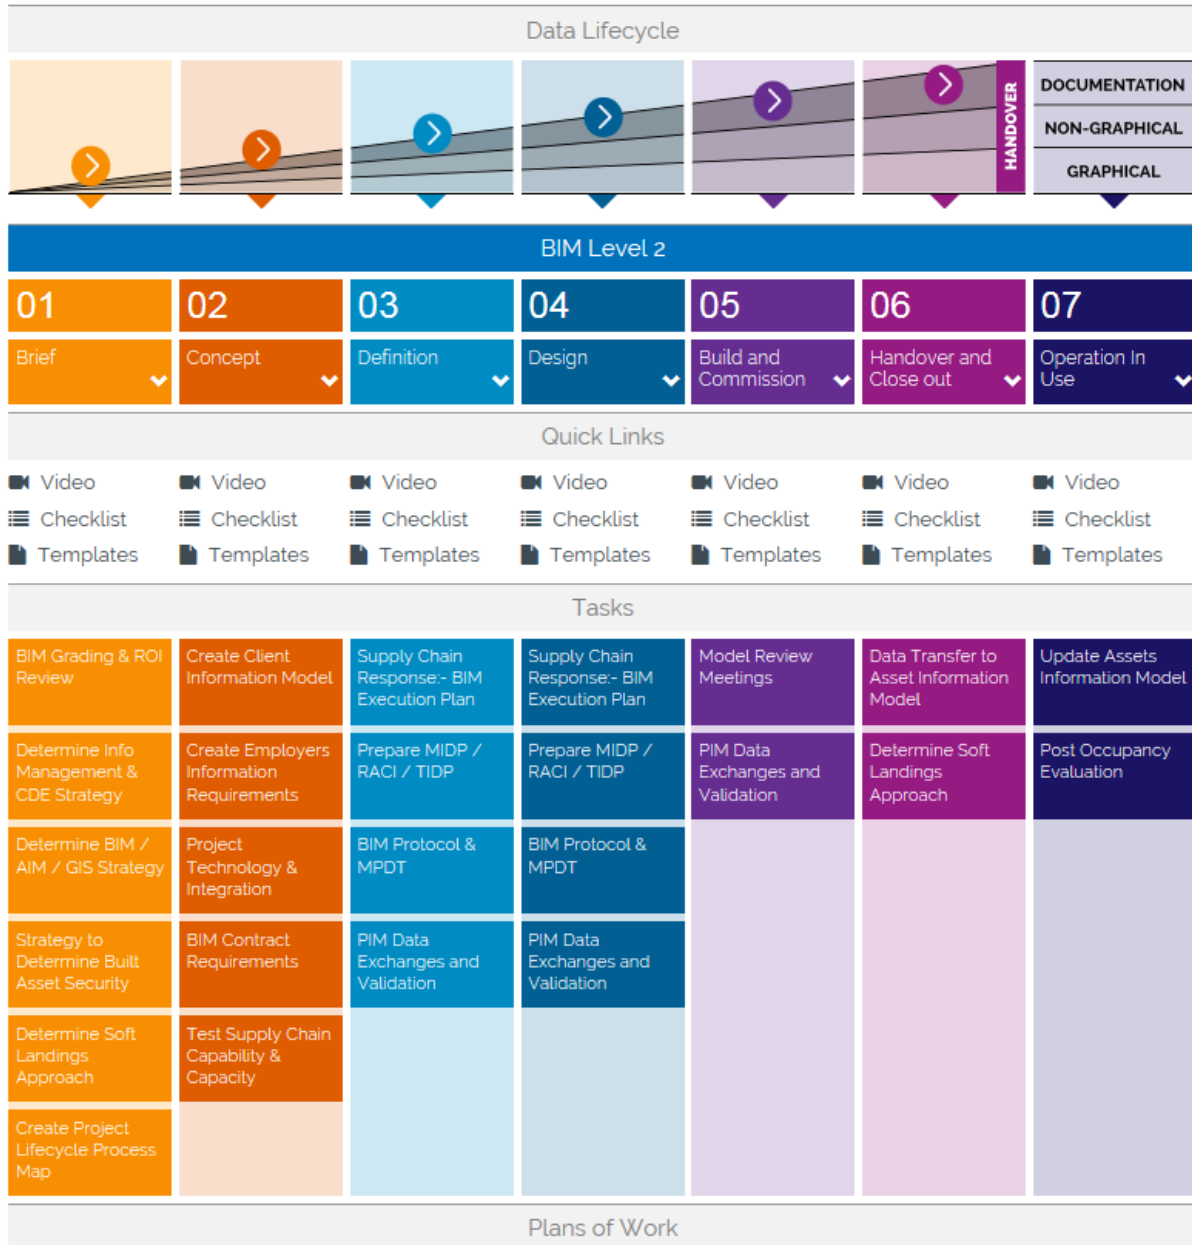 Data Lifecycle
HANDOVER
DOCUMENTATION
NON-GRAPHICAL
GRAPHICAL
BIM Level 2
01
02
03
04
05
06
07
Brief
Concept
Definition
Design
Build and
Commission
Handover and
Close out
Operation In
Use
Quick Links
Video
Video
Video
Video
Video
Video
Video
Checklist
Checklist
Checklist
Checklist
Checklist
Checklist
Checklist
Templates
Templates
Templates
Templates
Templates
Templates
Templates
Tasks
BIM Grading & ROI
Review
Create Client
Information Model
Supply Chain
Response:- BIM
Execution Plan
Supply Chain
Response:- BIM
Execution Plan
Model Review
Meetings
Data Transfer to
Asset Information
Model
Update Assets
Information Model
Determine Info
Management &
CDE Strategy
Create Employers
Information
Requirements
Prepare MIDP /
RACI / TIDP
Prepare MIDP /
RACI / TIDP
PIM Data
Exchanges and
Validation
Determine Soft
Landings
Approach
Post Occupancy
Evaluation
Determine BIM /
AIM / GIS Strategy
Project
Technology &
Integration
BIM Protocol &
MPDT
BIM Protocol &
MPDT
Strategy to
Determine Built
Asset Security
BIM Contract
Requirements
PIM Data
Exchanges and
Validation
PIM Data
Exchanges and
Validation
Determine Soft
Landings
Approach
Test Supply Chain
Capability &
Capacity
Create Project
Lifecycle Process
Map
Plans of Work